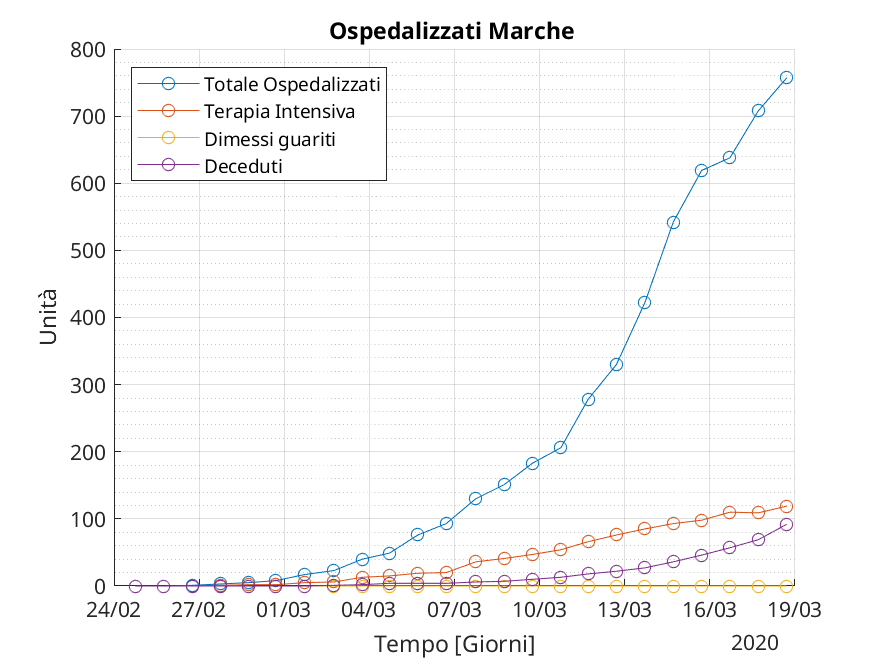 Ospedalizzati Marche
800
700
600
500
400
300
200
100
0
Unità
Totale Ospedalizzati
Terapia Intensiva
Dimessi guariti
Deceduti
24/02 27/02 01/03 04/03 07/03 10/03 13/03 16/03 19/03
Tempo [Giorni]
2020